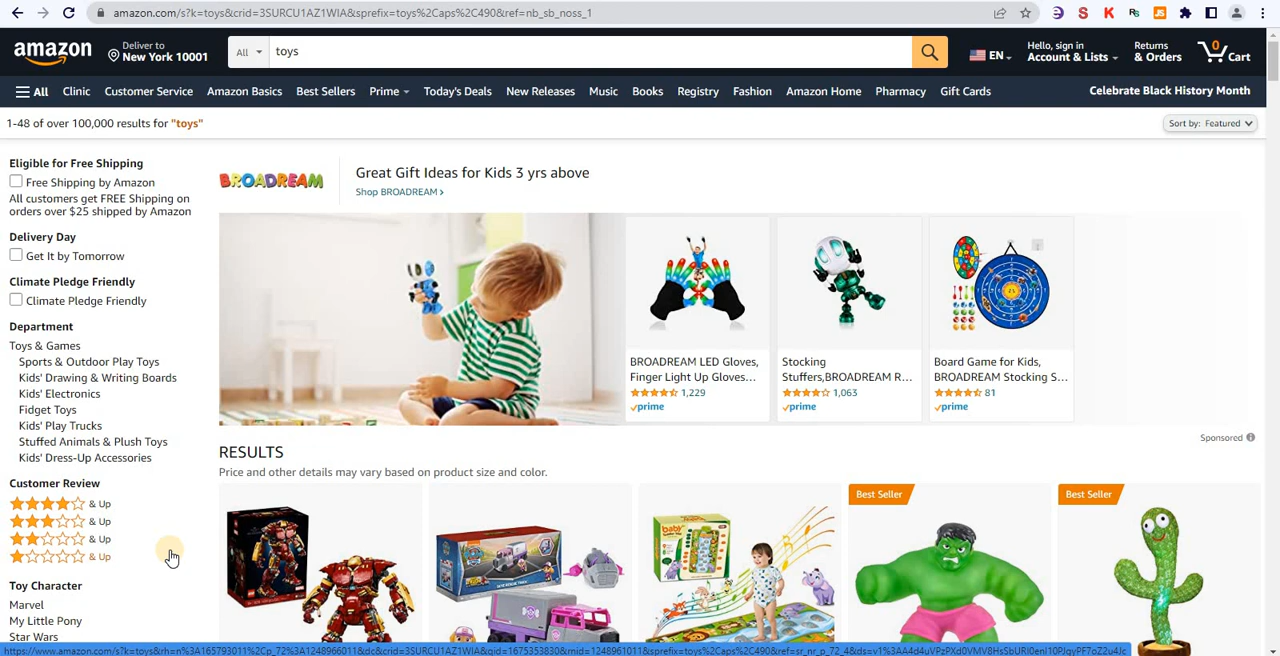 amazon.com/s?k=toys&crid=3SURCU1AZ1WIA&sprefix=toys%2Caps%2C490&ref=nb_sb_noss_1
amazon
Deliver to
New York 10001
All
toys
EN
Hello, sign in
Account & Lists
Returns
& Orders
0
Cart
All
Clinic
Customer Service
Amazon Basics
Best Sellers
Prime
Today's Deals
New Releases
Music
Books
Registry
Fashion
Amazon Home
Pharmacy
Gift Cards
Celebrate Black History Month
1-48 of over 100,000 results for "toys"
Sort by: Featured
Eligible for Free Shipping
Free Shipping by Amazon
All customers get FREE Shipping on
orders over $25 shipped by Amazon
Delivery Day
Get It by Tomorrow
Climate Pledge Friendly
Climate Pledge Friendly
Department
Toys & Games
Sports & Outdoor Play Toys
Kids' Drawing & Writing Boards
Kids' Electronics
Fidget Toys
Kids' Play Trucks
Stuffed Animals & Plush Toys
Kids' Dress-Up Accessories
Customer Review
& Up
& Up
& Up
& Up
Toy Character
Marvel
My Little Pony
Star Wars
BROADREAM
Great Gift Ideas for Kids 3 yrs above
Shop BROADREAM ›
BROADREAM LED Gloves,
Finger Light Up Gloves...
1,229
prime
Stocking
Stuffers,BROADREAM R...
1,063
prime
Board Game for Kids,
BROADREAM Stocking S...
81
prime
Sponsored
RESULTS
Price and other details may vary based on product size and color.
Best Seller
Best Seller
baby